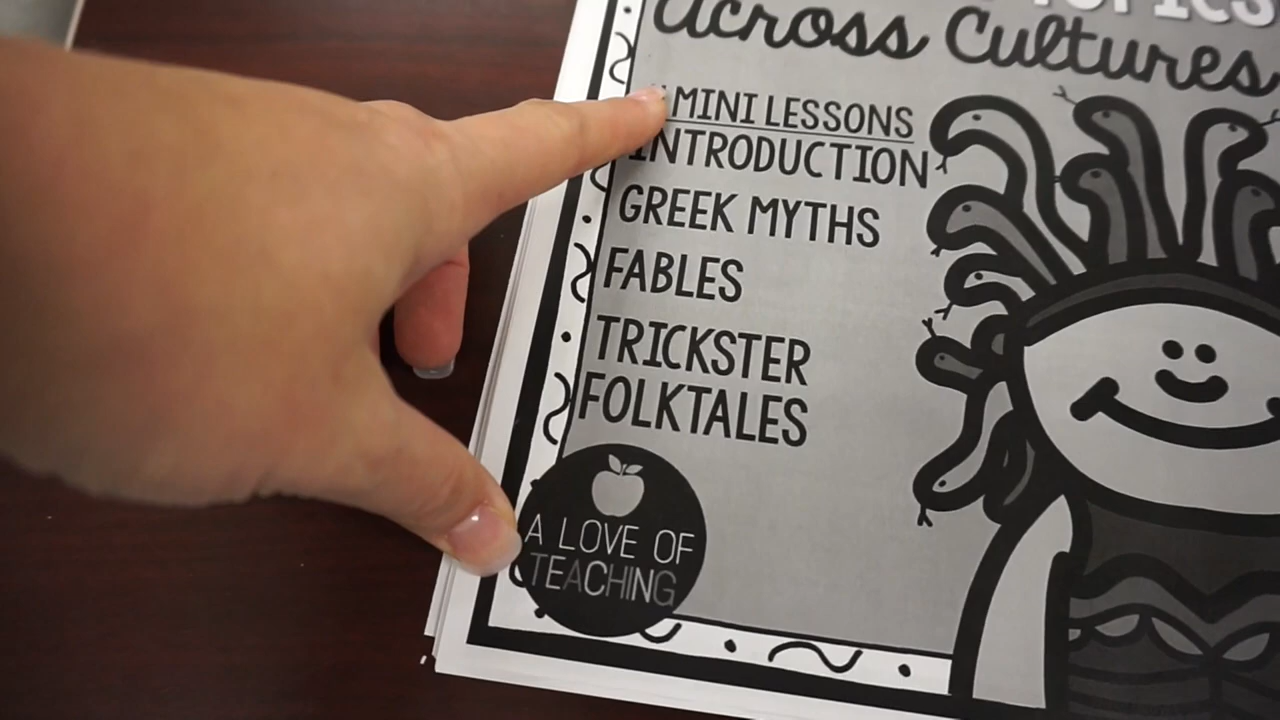 Across Cultures
MINI LESSONS
INTRODUCTION
GREEK MYTHS
FABLES
TRICKSTER
FOLKTALES
A LOVE OF
TEACHING